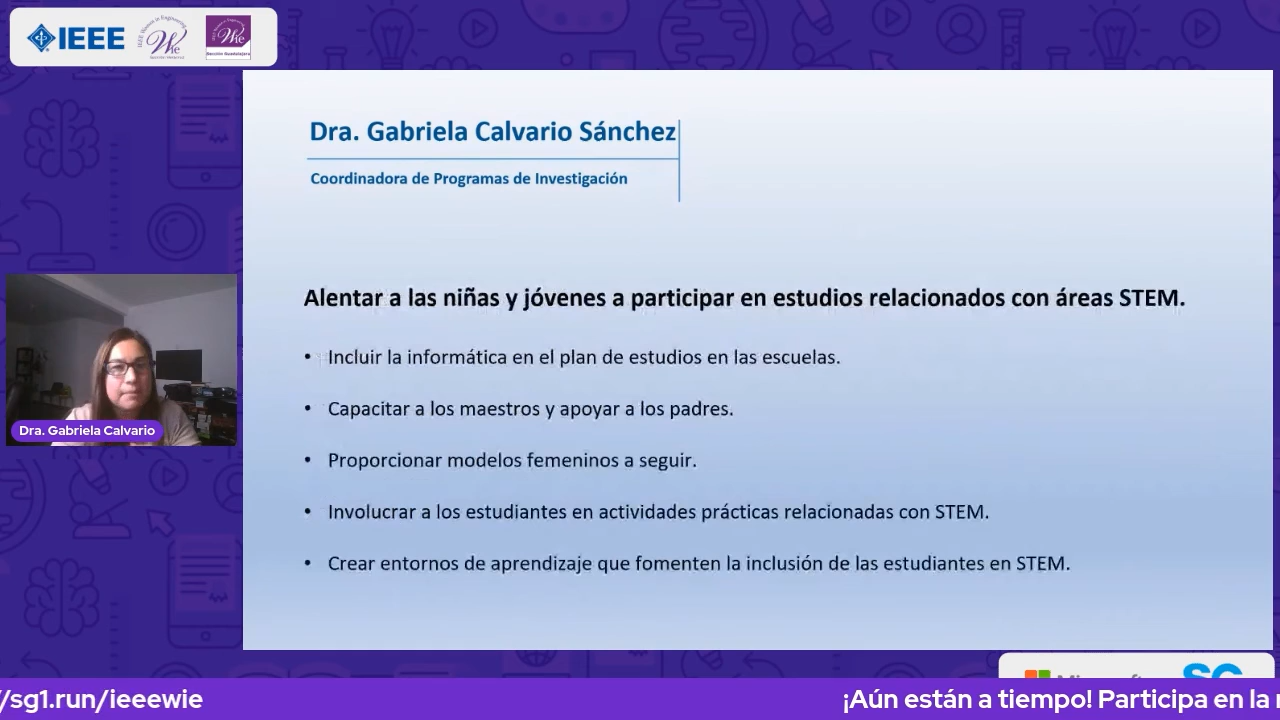 IEEE
Dra. Gabriela Calvario Sánchez
Coordinadora de Programas de Investigación
Alentar a las niñas y jóvenes a participar en estudios relacionados con áreas STEM.
• Incluir la informática en el plan de estudios en las escuelas.
• Capacitar a los maestros y apoyar a los padres.
• Proporcionar modelos femeninos a seguir.
• Involucrar a los estudiantes en actividades prácticas relacionadas con STEM.
• Crear entornos de aprendizaje que fomenten la inclusión de las estudiantes en STEM.
Dra. Gabriela Calvario
/sg1.run/ieeewie
¡Aún están a tiempo! Participa en la